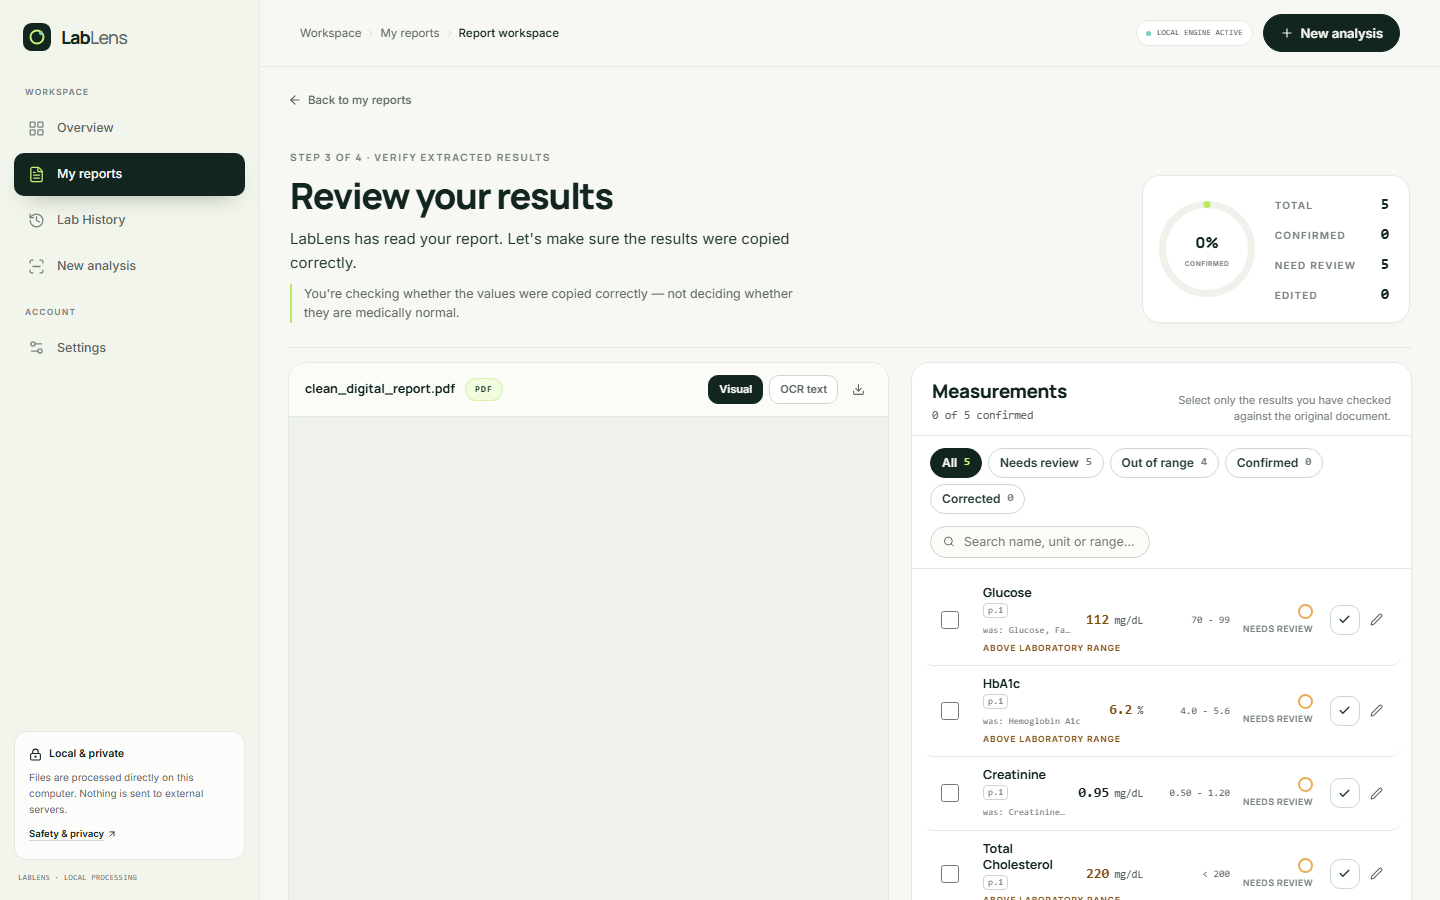 LabLens
WORKSPACE
Overview
My reports
Lab History
New analysis
ACCOUNT
Settings
Local & private
Files are processed directly on this
computer. Nothing is sent to external
servers.
Safety & privacy
LABLENS · LOCAL PROCESSING
Workspace › My reports › Report workspace
LOCAL ENGINE ACTIVE
New analysis
Back to my reports
STEP 3 OF 4 · VERIFY EXTRACTED RESULTS
Review your results
LabLens has read your report. Let's make sure the results were copied
correctly.
You're checking whether the values were copied correctly — not deciding whether
they are medically normal.
0%
CONFIRMED
TOTAL 5
CONFIRMED 0
NEED REVIEW 5
EDITED 0
clean_digital_report.pdf PDF
Visual
OCR text
Measurements
0 of 5 confirmed
Select only the results you have checked
against the original document.
All 5
Needs review 5
Out of range 4
Confirmed 0
Corrected 0
Search name, unit or range...
Glucose
p.1
was: Glucose, Fa…
112 mg/dL
70 - 99
NEEDS REVIEW
ABOVE LABORATORY RANGE
HbA1c
p.1
was: Hemoglobin A1c
6.2 %
4.0 - 5.6
NEEDS REVIEW
ABOVE LABORATORY RANGE
Creatinine
p.1
was: Creatinine…
0.95 mg/dL
0.50 - 1.20
NEEDS REVIEW
Total
Cholesterol
p.1
220 mg/dL
< 200
NEEDS REVIEW
ABOVE LABORATORY RANGE